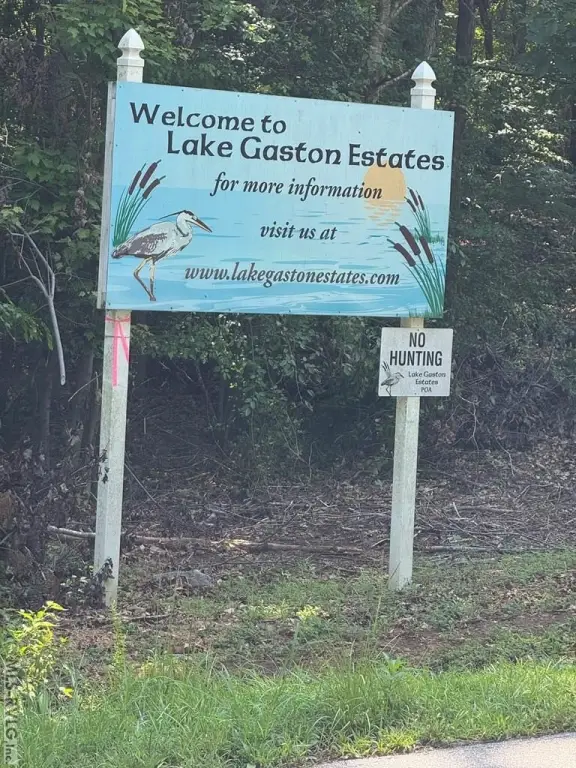 Welcome to
Lake Gaston Estates
for more information
visit us at
www.lakegastonestates.com
NO
HUNTING
Lake Gaston
Estates
POA